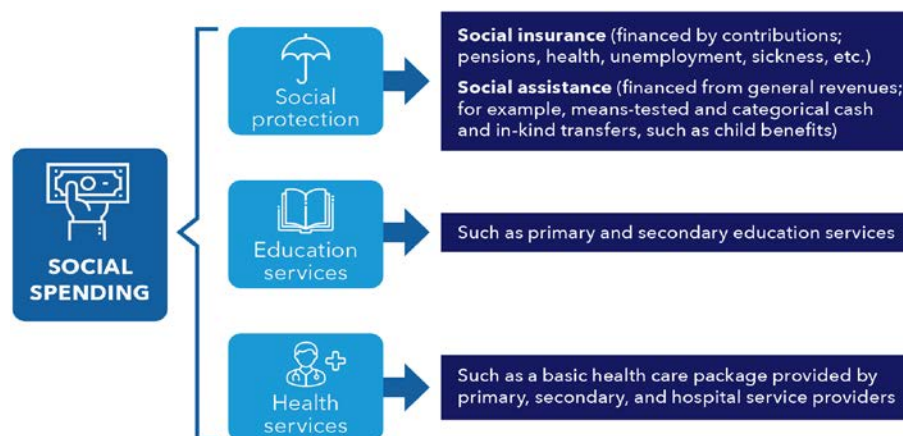 SOCIAL
SPENDING
Social
protection
Social insurance (financed by contributions;
pensions, health, unemployment, sickness, etc.)
Social assistance (financed from general revenues;
for example, means-tested and categorical cash
and in-kind transfers, such as child benefits)
Education
services
Such as primary and secondary education services
Health
services
Such as a basic health care package provided by
primary, secondary, and hospital service providers